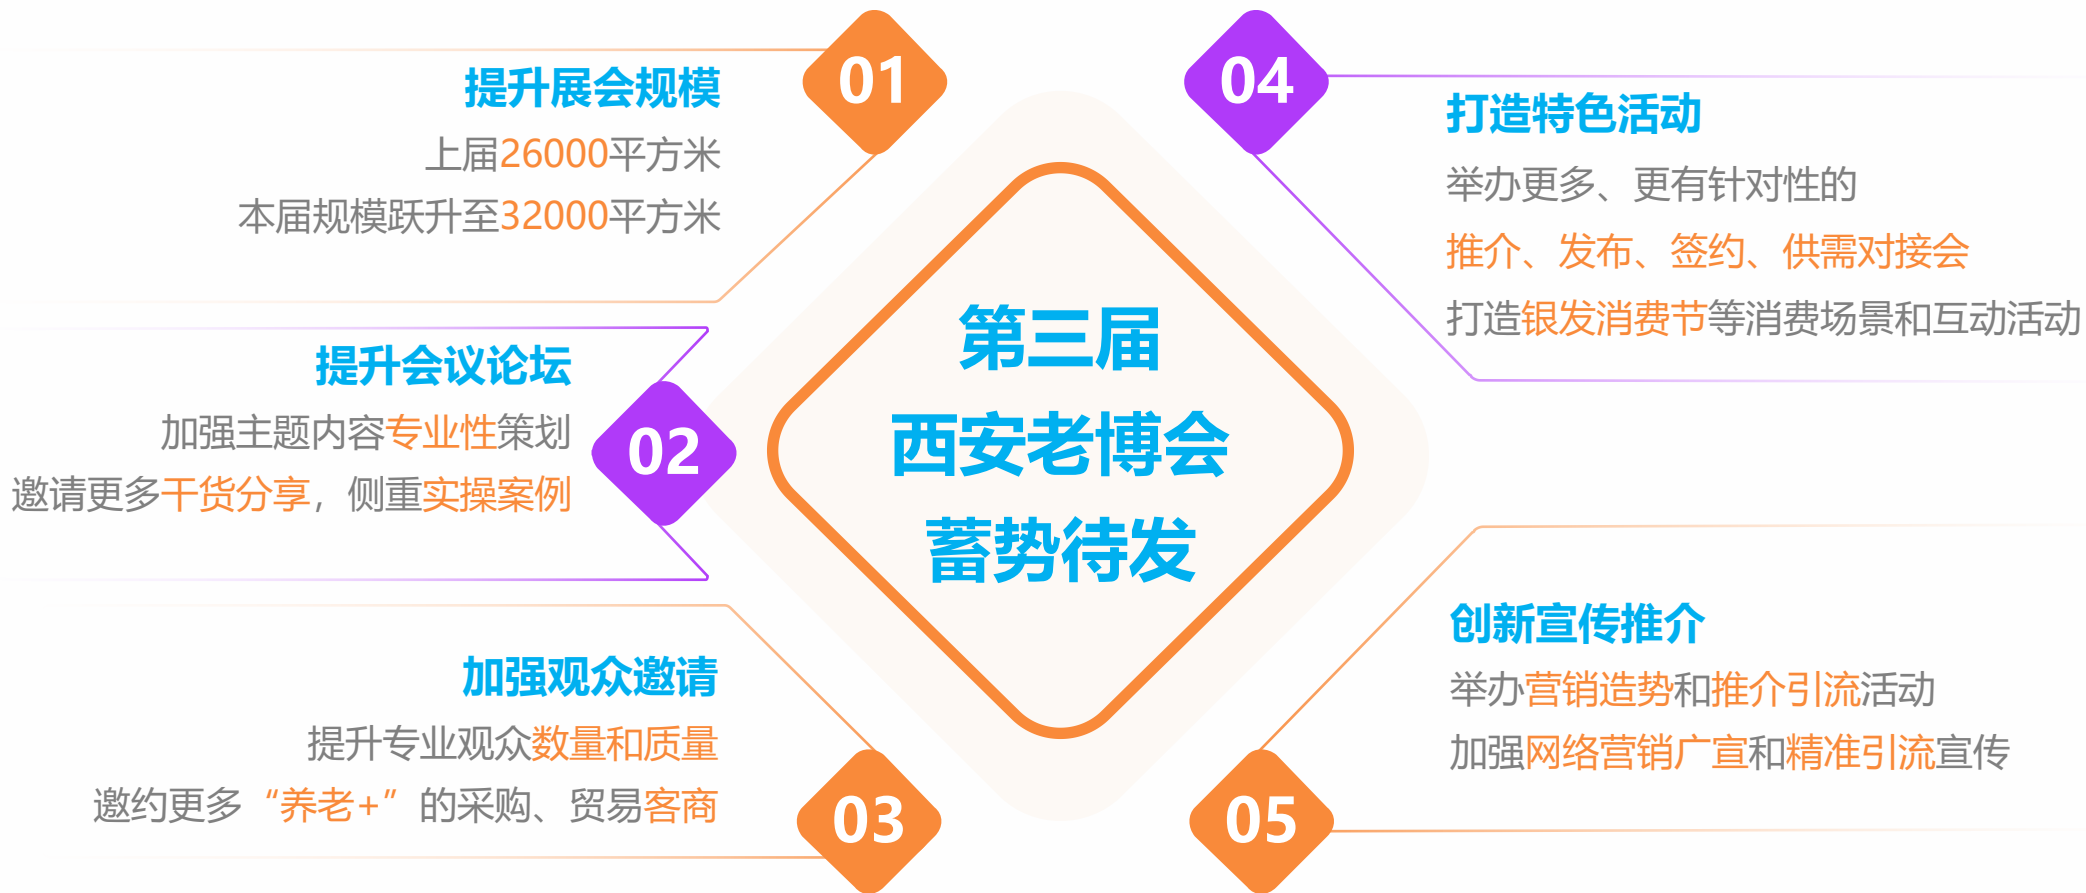 01
提升展会规模
上届26000平方米
本届规模跃升至32000平方米
02
提升会议论坛
加强主题内容专业性策划
邀请更多干货分享，侧重实操案例
03
加强观众邀请
提升专业观众数量和质量
邀约更多“养老+”的采购、贸易客商
第三届
西安老博会
蓄势待发
04
打造特色活动
举办更多、更有针对性的
推介、发布、签约、供需对接会
打造银发消费节等消费场景和互动活动
05
创新宣传推介
举办营销造势和推介引流活动
加强网络营销广宣和精准引流宣传